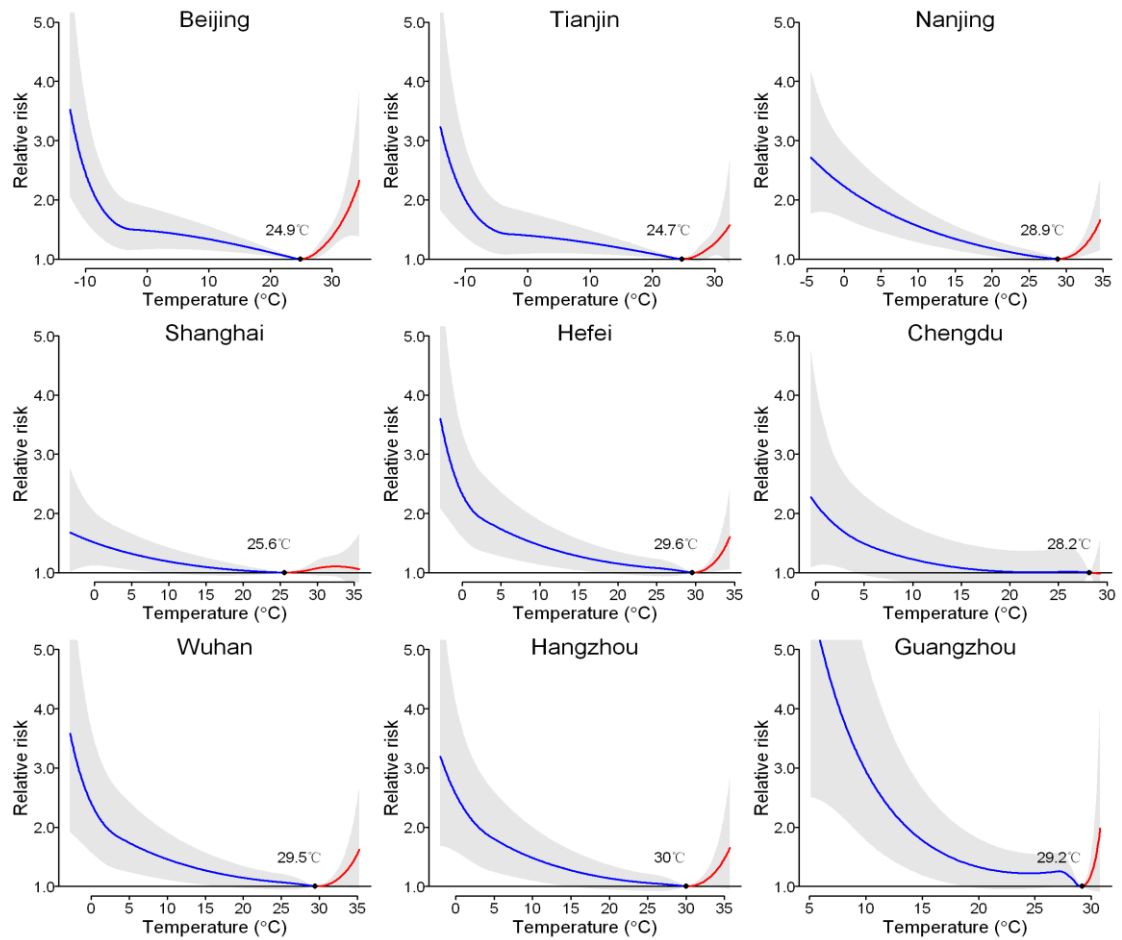 Beijing
5.0
4.0
3.0
2.0
1.0
Relative risk
24.9℃
-10 0 10 20 30
Temperature (°C)
Tianjin
5.0
4.0
3.0
2.0
1.0
Relative risk
24.7℃
-10 0 10 20 30
Temperature (°C)
Nanjing
5.0
4.0
3.0
2.0
1.0
Relative risk
28.9℃
-5 0 5 10 15 20 25 30 35
Temperature (°C)
Shanghai
5.0
4.0
3.0
2.0
1.0
Relative risk
25.6℃
0 5 10 15 20 25 30 35
Temperature (°C)
Hefei
5.0
4.0
3.0
2.0
1.0
Relative risk
29.6℃
0 5 10 15 20 25 30 35
Temperature (°C)
Chengdu
5.0
4.0
3.0
2.0
1.0
Relative risk
28.2℃
0 5 10 15 20 25 30
Temperature (°C)
Wuhan
5.0
4.0
3.0
2.0
1.0
Relative risk
29.5℃
0 5 10 15 20 25 30 35
Temperature (°C)
Hangzhou
5.0
4.0
3.0
2.0
1.0
Relative risk
30℃
0 5 10 15 20 25 30 35
Temperature (°C)
Guangzhou
5.0
4.0
3.0
2.0
1.0
Relative risk
29.2℃
5 10 15 20 25 30
Temperature (°C)